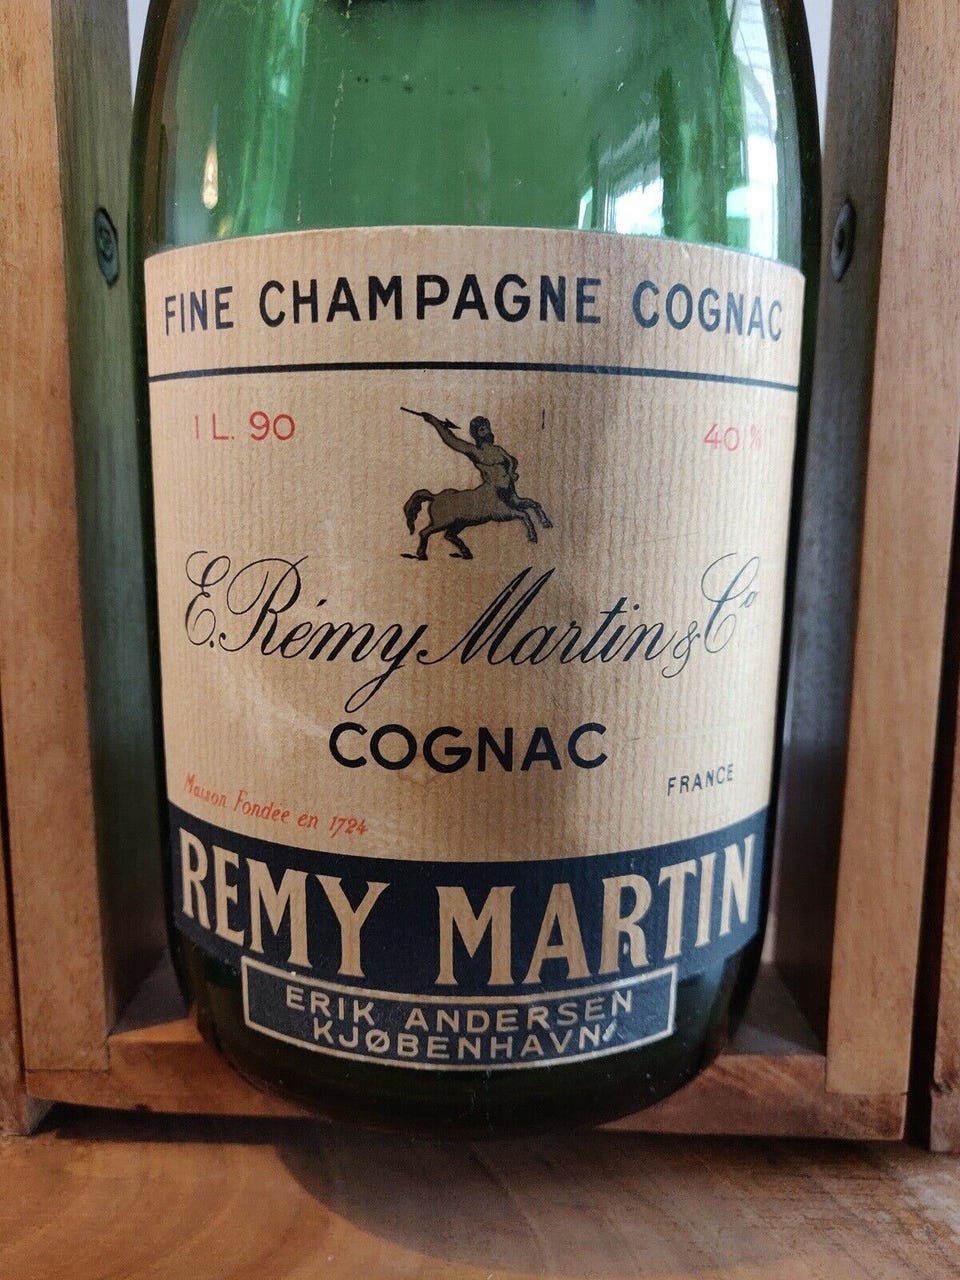 FINE CHAMPAGNE COGNAC
1 L. 90 40 %
E. Rémy Martin & Co
COGNAC
FRANCE
Maison Fondee en 1724
REMY MARTIN
ERIK ANDERSEN
KJØBENHAVN